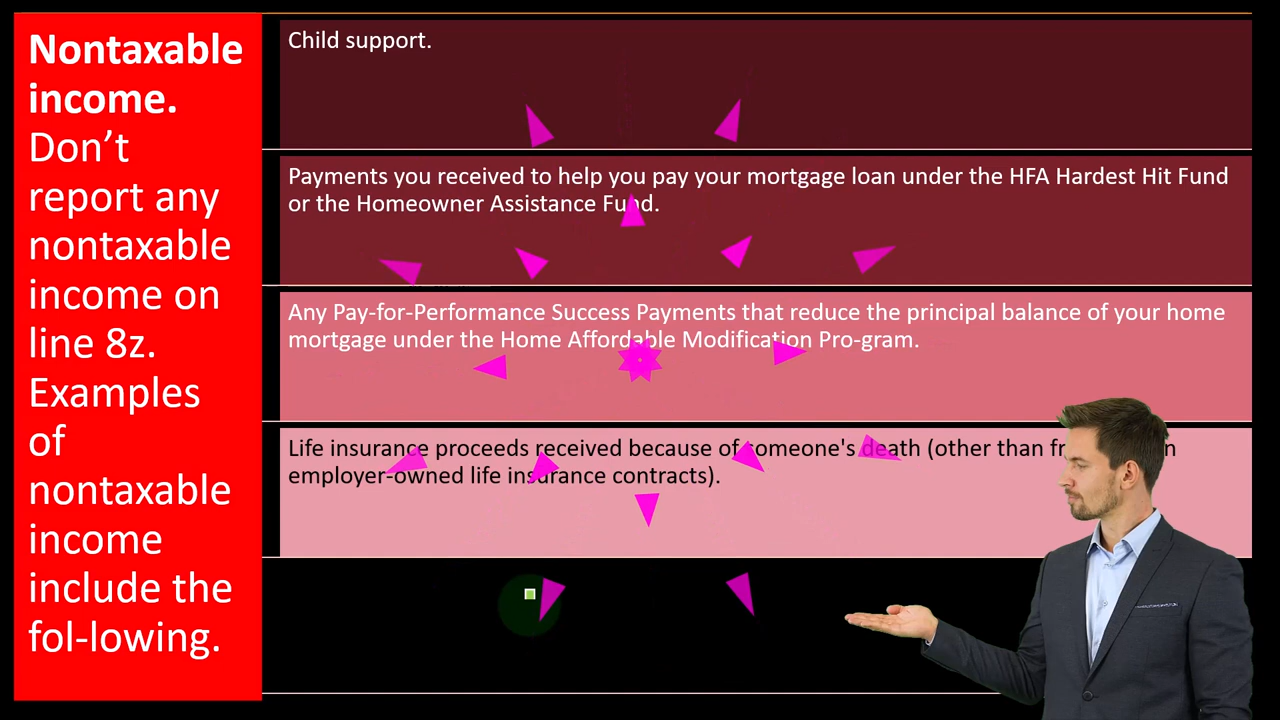 Nontaxable
income.
Don’t
report any
nontaxable
income on
line 8z.
Examples
of
nontaxable
income
include the
fol-lowing.
Child support.
Payments you received to help you pay your mortgage loan under the HFA Hardest Hit Fund
or the Homeowner Assistance Fund.
Any Pay-for-Performance Success Payments that reduce the principal balance of your home
mortgage under the Home Affordable Modification Pro-gram.
Life insurance proceeds received because of someone's death (other than
employer-owned life insurance contracts).